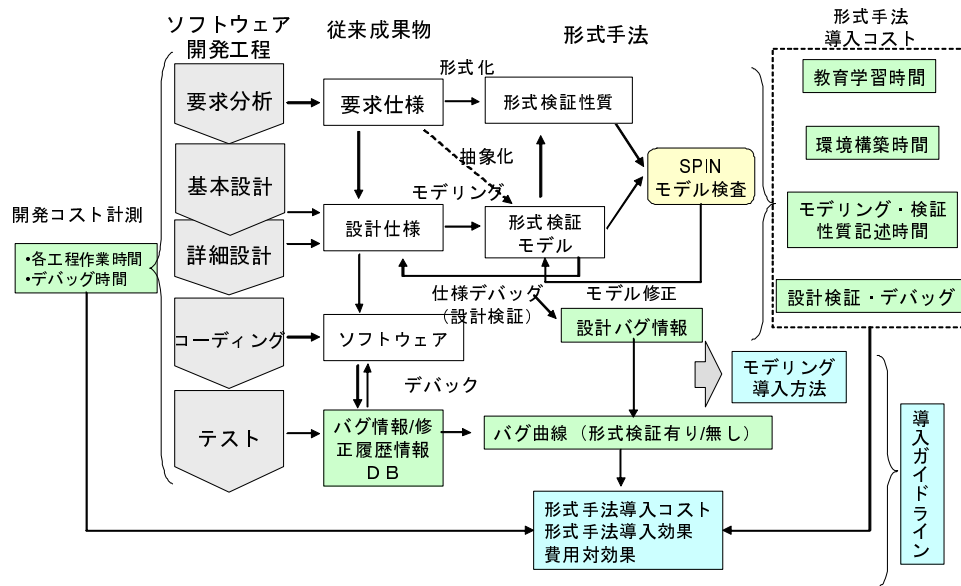 ソフトウェア
開発工程
従来成果物
形式手法
形式手法
導入コスト
要求分析
要求仕様
形式化
形式検証性質
教育学習時間
環境構築時間
抽象化
SPIN
モデル検査
基本設計
モデリング
設計仕様
形式検証
モデル
モデリング・検証
性質記述時間
開発コスト計測
•各工程作業時間
•デバッグ時間
詳細設計
仕様デバッグ
(設計検証)
モデル修正
設計検証・デバッグ
コーディング
ソフトウェア
設計バグ情報
デバック
モデリング
導入方法
テスト
バグ情報/修
正履歴情報
DB
バグ曲線（形式検証有り/無し）
導入ガイドライン
形式手法導入コスト
形式手法導入効果
費用対効果